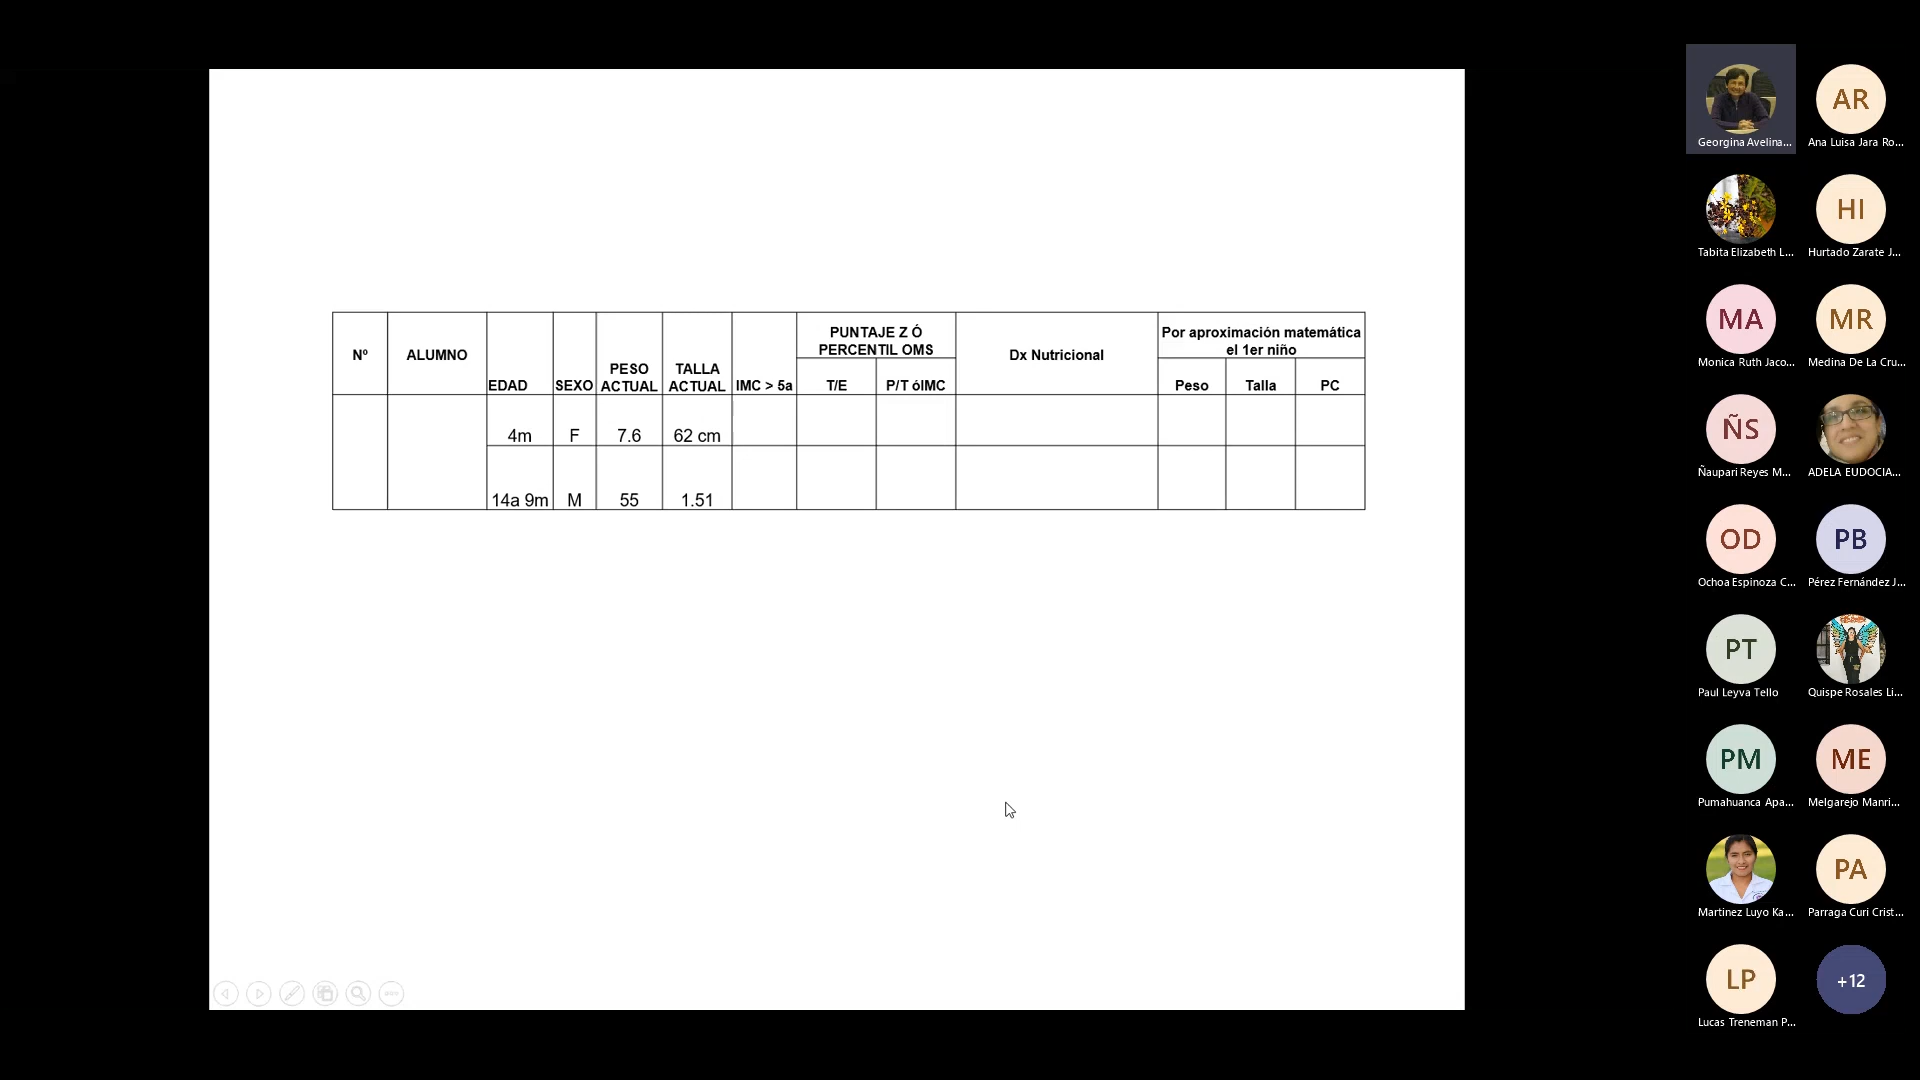 Nº
ALUMNO
EDAD
SEXO
PESO
ACTUAL
TALLA
ACTUAL
IMC > 5a
PUNTAJE Z Ó
PERCENTIL OMS
T/E
P/T óIMC
Dx Nutricional
Por aproximación matemática
el 1er niño
Peso
Talla
PC
4m
F
7.6
62 cm
14a 9m
M
55
1.51
Georgina Avelina...
AR
Ana Luisa Jara Ro...
Tabita Elizabeth L...
HI
Hurtado Zarate J...
MA
Monica Ruth Jaco...
MR
Medina De La Cru...
ÑS
Ñaupari Reyes M...
ADELA EUDOCIA...
OD
Ochoa Espinoza C...
PB
Pérez Fernández J...
PT
Paul Leyva Tello
Quispe Rosales Li...
PM
Pumahuanca Apa...
ME
Melgarejo Manri...
Martinez Luyo Ka...
PA
Parraga Curi Crist...
LP
Lucas Treneman P...
+12